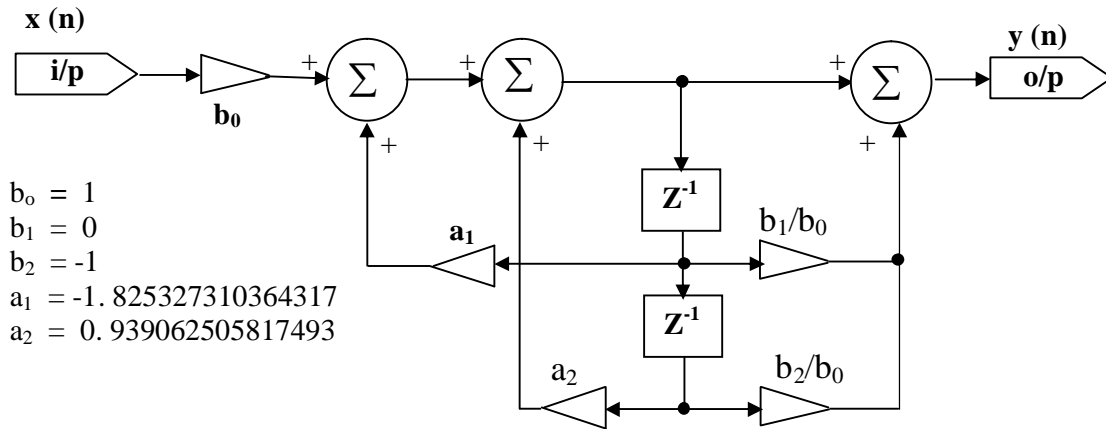 x (n)
y (n)
i/p
o/p
+
+
+
Σ
Σ
Σ
b₀
+
+
+
bₒ = 1
b₁ = 0
b₂ = -1
a₁ = -1. 825327310364317
a₂ = 0. 939062505817493
Z⁻¹
a₁
b₁/b₀
Z⁻¹
a₂
b₂/b₀